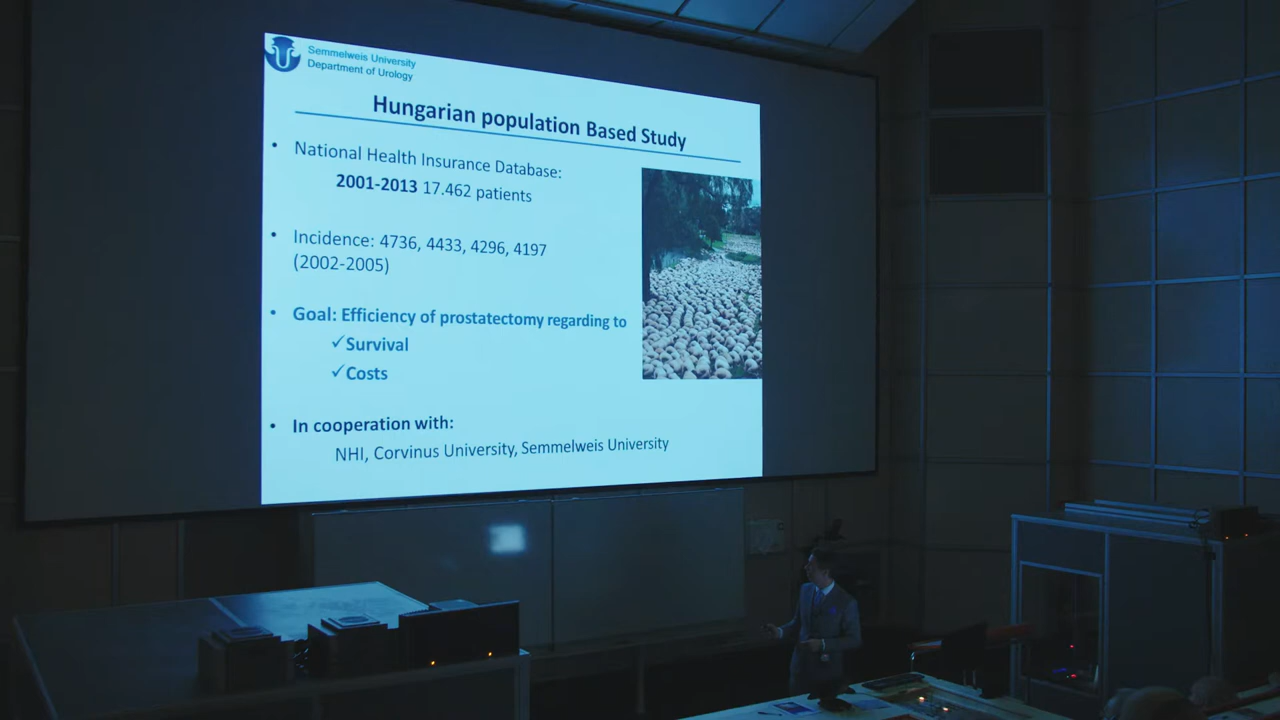 Semmelweis University
Department of Urology
Hungarian population Based Study
• National Health Insurance Database:
2001-2013 17.462 patients
• Incidence: 4736, 4433, 4296, 4197
(2002-2005)
• Goal: Efficiency of prostatectomy regarding to
✓Survival
✓Costs
• In cooperation with:
NHI, Corvinus University, Semmelweis University